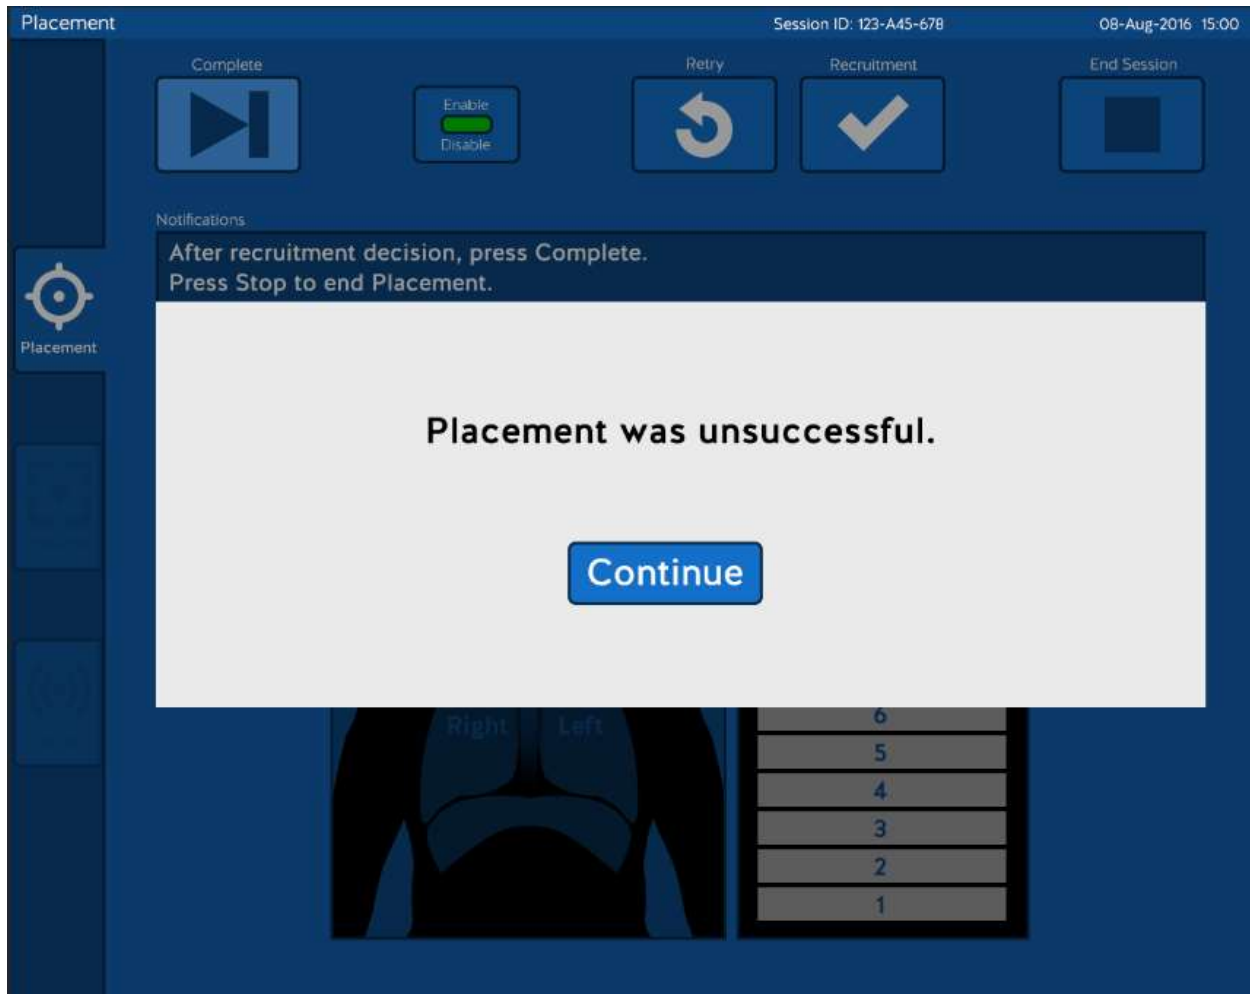 Placement Session ID: 123-A45-678 08-Aug-2016 15:00
Complete Retry Recruitment End Session
Enable
Disable
Notifications
After recruitment decision, press Complete.
Press Stop to end Placement.
Placement
Placement was unsuccessful.
Continue
Right Left
6
5
4
3
2
1